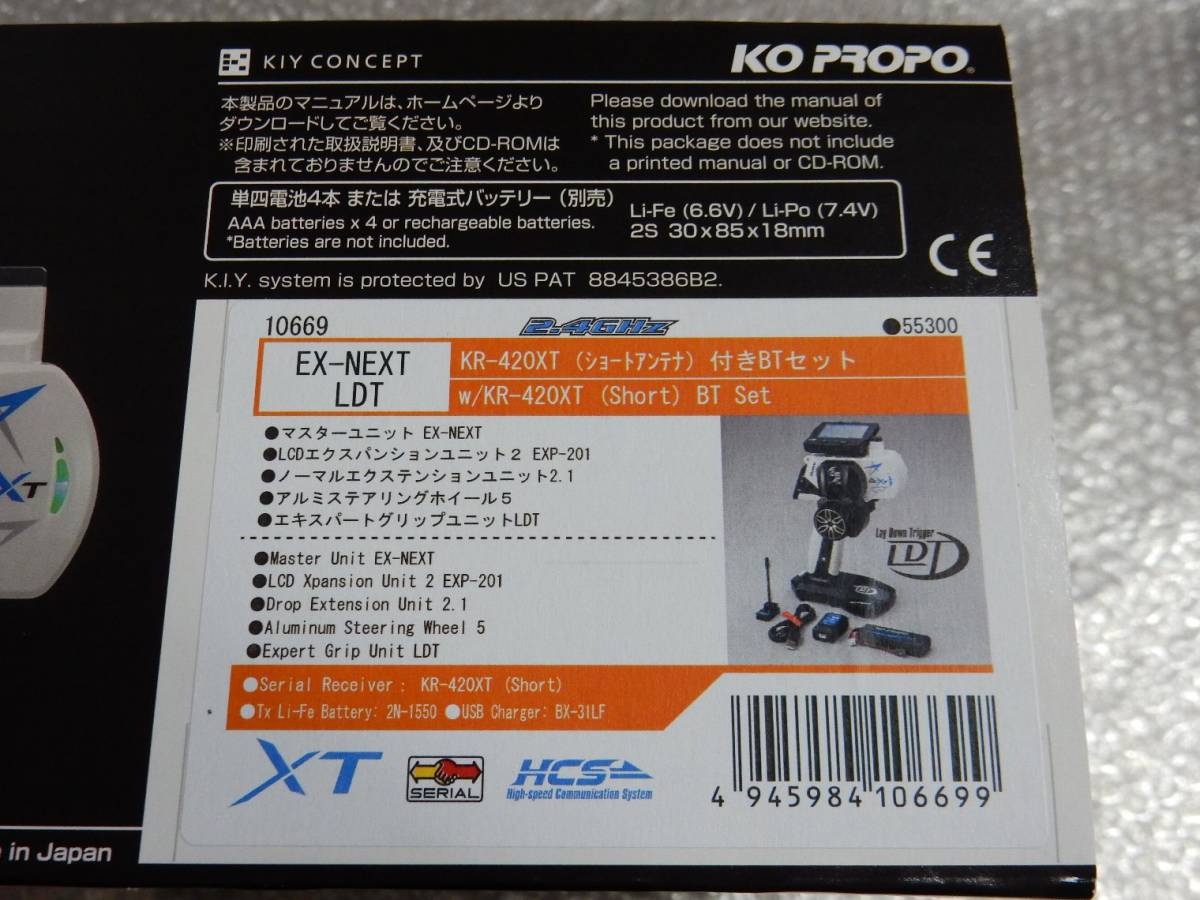 KIY CONCEPT
KO PROPO®
本製品のマニュアルは、ホームページより
ダウンロードしてご覧ください。
※印刷された取扱説明書、及びCD-ROMは
含まれておりませんのでご注意ください。
Please download the manual of
this product from our website.
* This package does not include
a printed manual or CD-ROM.
単四電池4本 または 充電式バッテリー（別売）
AAA batteries x 4 or rechargeable batteries.
*Batteries are not included.
Li-Fe (6.6V) / Li-Po (7.4V)
2S 30x85x18mm
CE
K.I.Y. system is protected by US PAT 8845386B2.
10669
2.4GHz
●55300
EX-NEXT
LDT
KR-420XT (ショートアンテナ) 付きBTセット
w/KR-420XT (Short) BT Set
●マスターユニット EX-NEXT
●LCDエクスパンションユニット２ EXP-201
●ノーマルエクステンションユニット2.1
●アルミステアリングホイール５
●エキスパートグリップユニットLDT
●Master Unit EX-NEXT
●LCD Xpansion Unit 2 EXP-201
●Drop Extension Unit 2.1
●Aluminum Steering Wheel 5
●Expert Grip Unit LDT
Lay Down Trigger
LDT
●Serial Receiver: KR-420XT (Short)
●Tx Li-Fe Battery: 2N-1550 ●USB Charger: BX-31LF
XT
SERIAL
HCS
High-speed Communication System
4 945984 106699
XT
in Japan